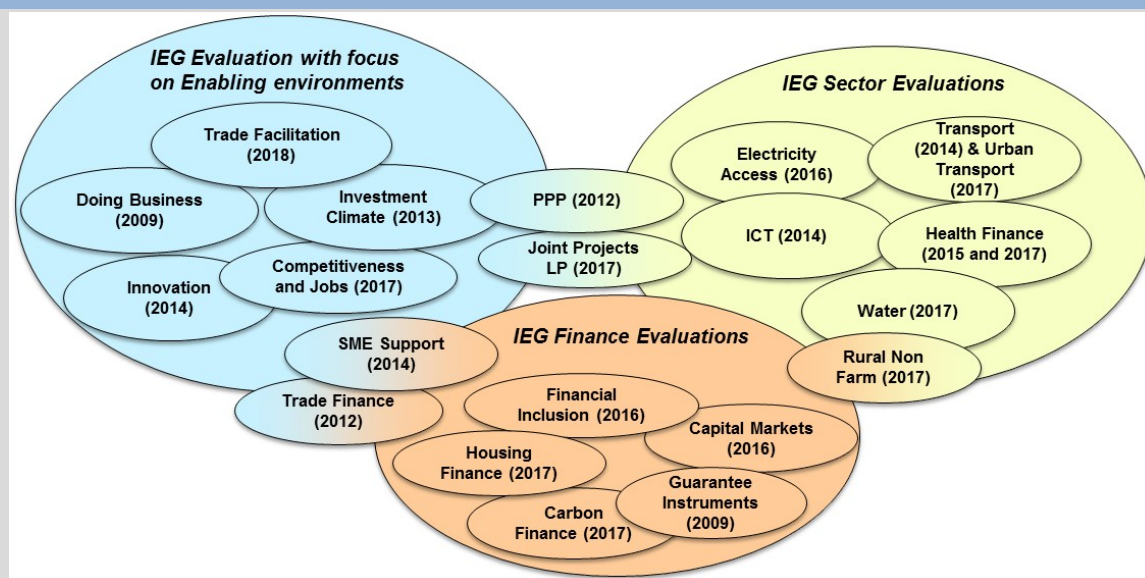 IEG Evaluation with focus
on Enabling environments
Trade Facilitation
(2018)
Doing Business
(2009)
Investment
Climate (2013)
Innovation
(2014)
Competitiveness
and Jobs (2017)
PPP (2012)
Joint Projects
LP (2017)
IEG Sector Evaluations
Electricity
Access (2016)
Transport
(2014) & Urban
Transport
(2017)
ICT (2014)
Health Finance
(2015 and 2017)
Water (2017)
Rural Non
Farm (2017)
SME Support
(2014)
Trade Finance
(2012)
IEG Finance Evaluations
Financial
Inclusion (2016)
Capital Markets
(2016)
Housing
Finance (2017)
Guarantee
Instruments
(2009)
Carbon
Finance (2017)